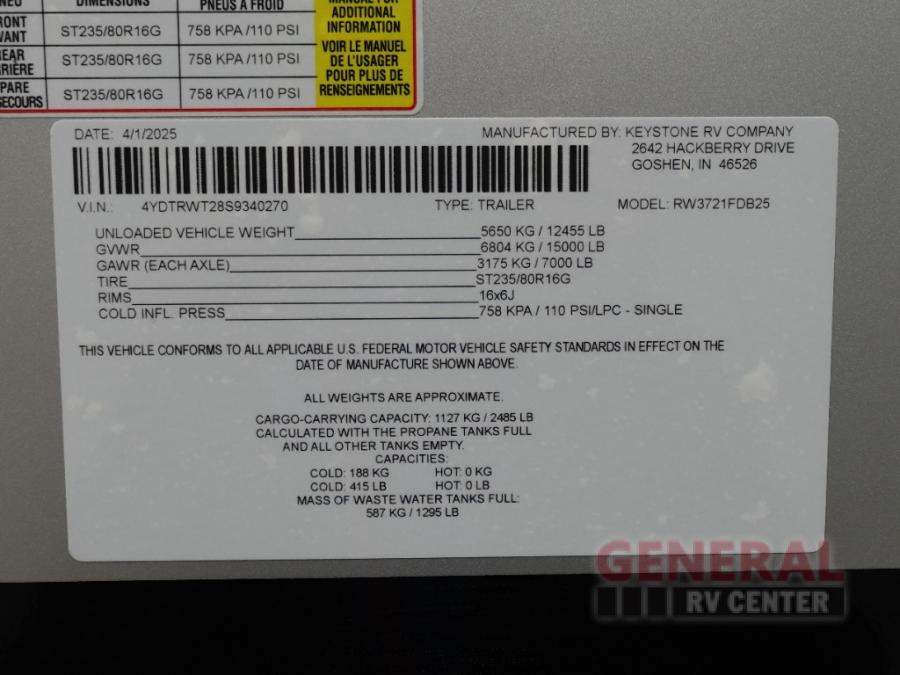 NEU DIMENSIONS PNEUS À FROID
MANUAL FOR
ADDITIONAL
INFORMATION
VOIR LE MANUEL
DE L'USAGER
POUR PLUS DE
RENSEIGNEMENTS
RONT
VANT ST235/80R16G 758 KPA /110 PSI
EAR
RRIÈRE ST235/80R16G 758 KPA /110 PSI
PARE
SECOURS ST235/80R16G 758 KPA /110 PSI
DATE: 4/1/2025 MANUFACTURED BY: KEYSTONE RV COMPANY
2642 HACKBERRY DRIVE
GOSHEN, IN 46526
V.I.N.: 4YDTRWT28S9340270 TYPE: TRAILER MODEL: RW3721FDB25
UNLOADED VEHICLE WEIGHT 5650 KG / 12455 LB
GVWR 6804 KG / 15000 LB
GAWR (EACH AXLE) 3175 KG / 7000 LB
TIRE ST235/80R16G
RIMS 16x6J
COLD INFL. PRESS 758 KPA / 110 PSI/LPC - SINGLE
THIS VEHICLE CONFORMS TO ALL APPLICABLE U.S. FEDERAL MOTOR VEHICLE SAFETY STANDARDS IN EFFECT ON THE
DATE OF MANUFACTURE SHOWN ABOVE.
ALL WEIGHTS ARE APPROXIMATE.
CARGO-CARRYING CAPACITY: 1127 KG / 2485 LB
CALCULATED WITH THE PROPANE TANKS FULL
AND ALL OTHER TANKS EMPTY.
CAPACITIES:
COLD: 188 KG HOT: 0 KG
COLD: 415 LB HOT: 0 LB
MASS OF WASTE WATER TANKS FULL:
587 KG / 1295 LB
GENERAL
RV CENTER